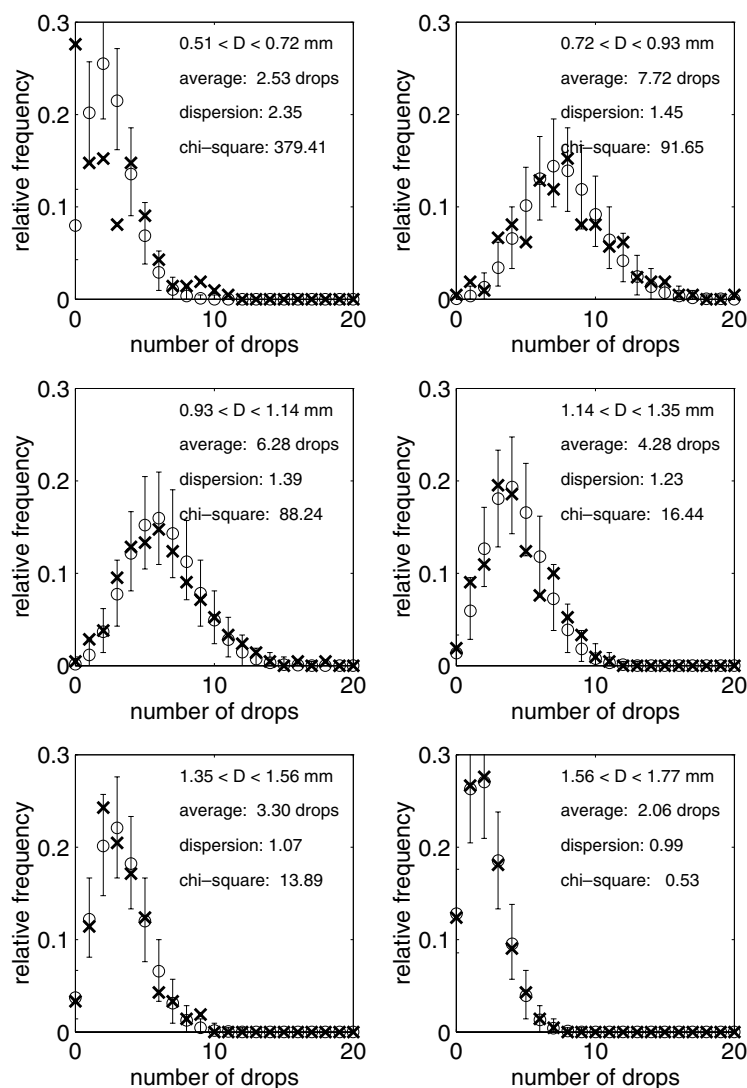 0.3
0.51 < D < 0.72 mm
average: 2.53 drops
dispersion: 2.35
chi−square: 379.41
0.2
0.1
0
relative frequency
0 10 20
number of drops
0.3
0.72 < D < 0.93 mm
average: 7.72 drops
dispersion: 1.45
chi−square: 91.65
0.2
0.1
0
relative frequency
0 10 20
number of drops
0.3
0.93 < D < 1.14 mm
average: 6.28 drops
dispersion: 1.39
chi−square: 88.24
0.2
0.1
0
relative frequency
0 10 20
number of drops
0.3
1.14 < D < 1.35 mm
average: 4.28 drops
dispersion: 1.23
chi−square: 16.44
0.2
0.1
0
relative frequency
0 10 20
number of drops
0.3
1.35 < D < 1.56 mm
average: 3.30 drops
dispersion: 1.07
chi−square: 13.89
0.2
0.1
0
relative frequency
0 10 20
number of drops
0.3
1.56 < D < 1.77 mm
average: 2.06 drops
dispersion: 0.99
chi−square: 0.53
0.2
0.1
0
relative frequency
0 10 20
number of drops